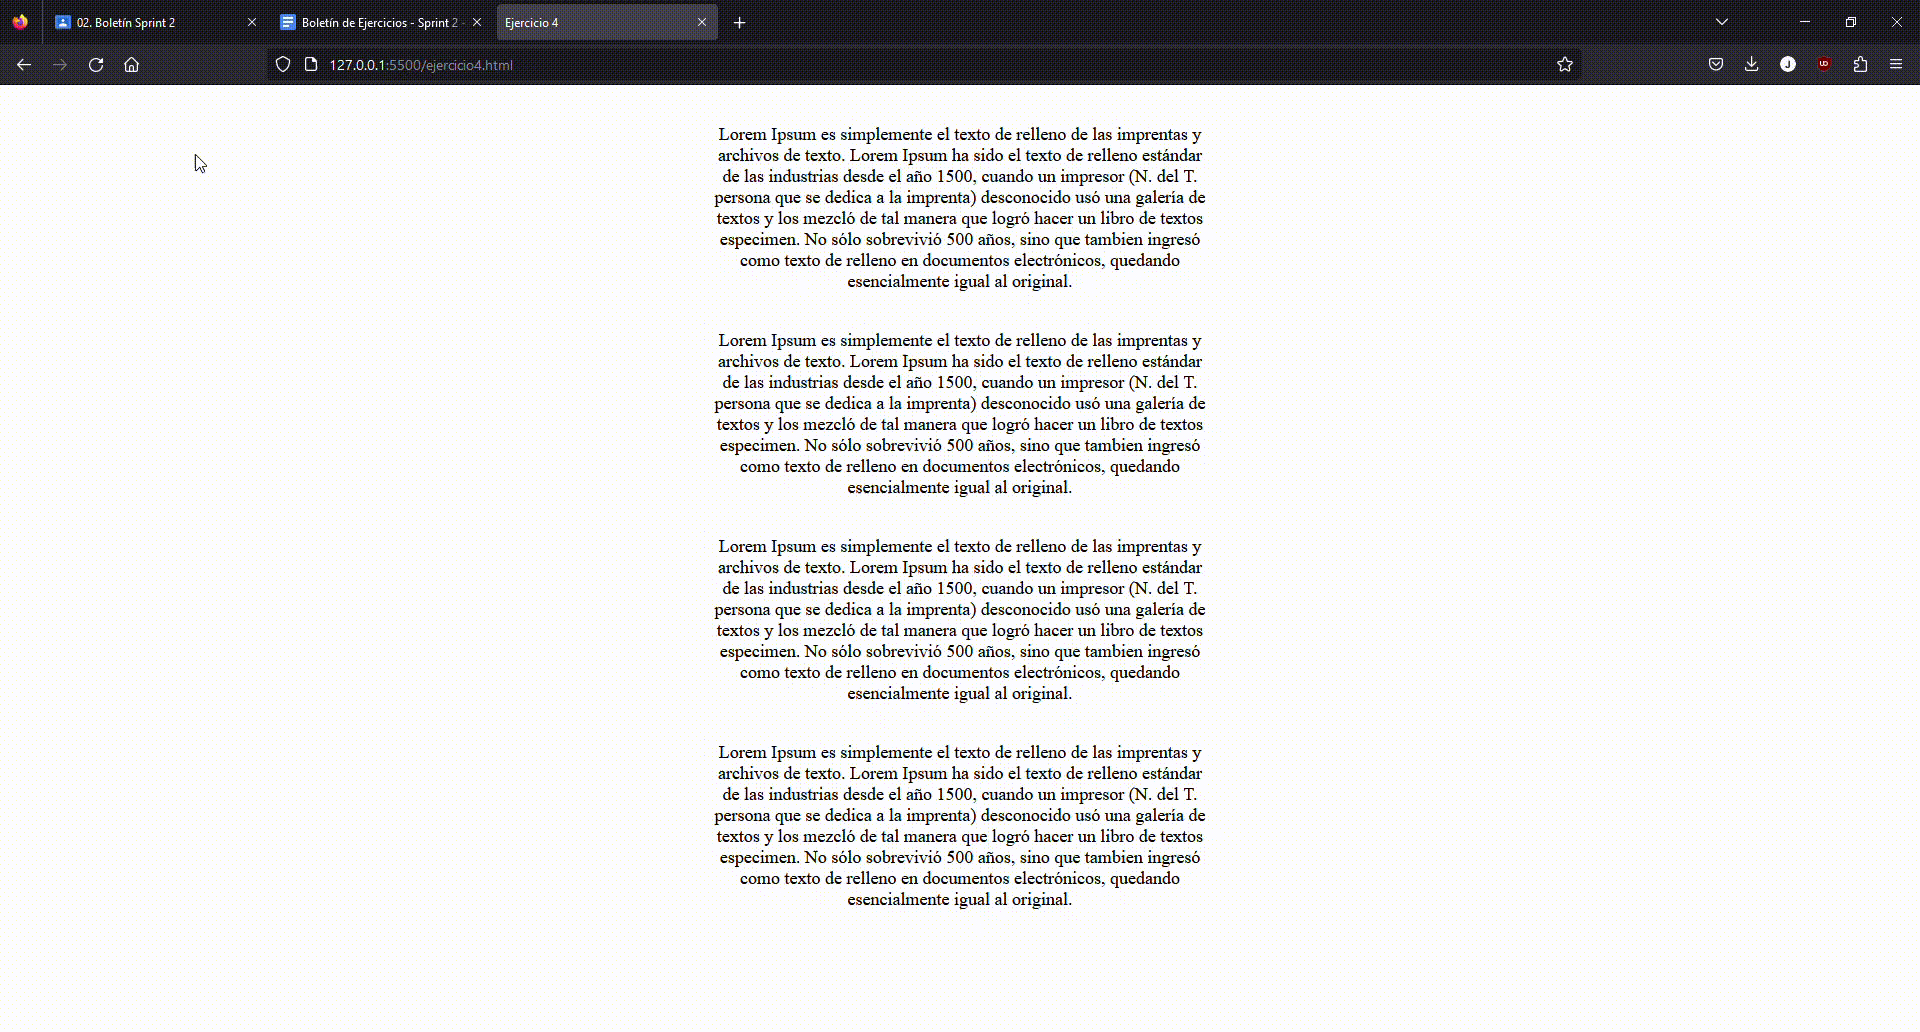 02. Boletín Sprint 2
Boletín de Ejercicios - Sprint 2 -
Ejercicio 4
127.0.0.1:5500/ejercicio4.html
J
Lorem Ipsum es simplemente el texto de relleno de las imprentas y
archivos de texto. Lorem Ipsum ha sido el texto de relleno estándar
de las industrias desde el año 1500, cuando un impresor (N. del T.
persona que se dedica a la imprenta) desconocido usó una galería de
textos y los mezcló de tal manera que logró hacer un libro de textos
especimen. No sólo sobrevivió 500 años, sino que tambien ingresó
como texto de relleno en documentos electrónicos, quedando
esencialmente igual al original.
Lorem Ipsum es simplemente el texto de relleno de las imprentas y
archivos de texto. Lorem Ipsum ha sido el texto de relleno estándar
de las industrias desde el año 1500, cuando un impresor (N. del T.
persona que se dedica a la imprenta) desconocido usó una galería de
textos y los mezcló de tal manera que logró hacer un libro de textos
especimen. No sólo sobrevivió 500 años, sino que tambien ingresó
como texto de relleno en documentos electrónicos, quedando
esencialmente igual al original.
Lorem Ipsum es simplemente el texto de relleno de las imprentas y
archivos de texto. Lorem Ipsum ha sido el texto de relleno estándar
de las industrias desde el año 1500, cuando un impresor (N. del T.
persona que se dedica a la imprenta) desconocido usó una galería de
textos y los mezcló de tal manera que logró hacer un libro de textos
especimen. No sólo sobrevivió 500 años, sino que tambien ingresó
como texto de relleno en documentos electrónicos, quedando
esencialmente igual al original.
Lorem Ipsum es simplemente el texto de relleno de las imprentas y
archivos de texto. Lorem Ipsum ha sido el texto de relleno estándar
de las industrias desde el año 1500, cuando un impresor (N. del T.
persona que se dedica a la imprenta) desconocido usó una galería de
textos y los mezcló de tal manera que logró hacer un libro de textos
especimen. No sólo sobrevivió 500 años, sino que tambien ingresó
como texto de relleno en documentos electrónicos, quedando
esencialmente igual al original.